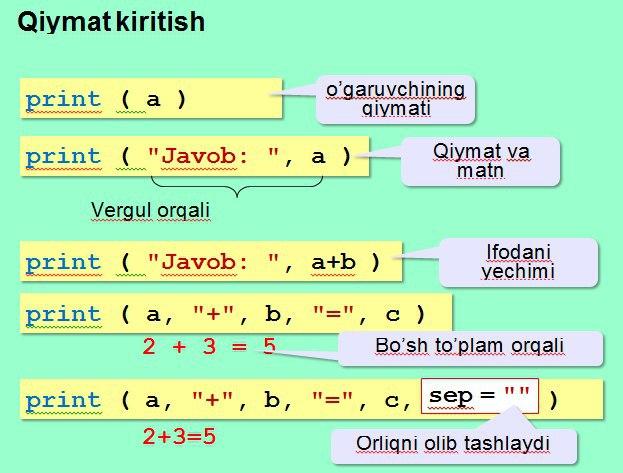 Qiymat kiritish
print ( a )
o’garuvchining
qiymati
print ( "Javob: ", a )
Qiymat va
matn
Vergul orqali
print ( "Javob: ", a+b )
Ifodani
yechimi
print ( a, "+", b, "=", c )
2 + 3 = 5
Bo’sh to’plam orqali
print ( a, "+", b, "=", c, sep = "" )
2+3=5
Orliqni olib tashlaydi